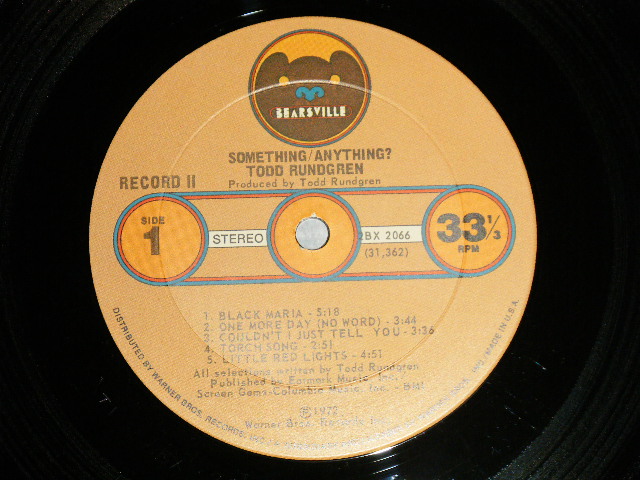 BEARSVILLE
SOMETHING/ANYTHING?
TODD RUNDGREN
Produced by Todd Rundgren
RECORD II
SIDE
1
STEREO
2BX 2066
(31,362)
33 1/3
RPM
1. BLACK MARIA - 5:18
2. ONE MORE DAY (NO WORD) - 3:44
3. COULDN'T I JUST TELL YOU - 3:36
4. TORCH SONG - 2:51
5. LITTLE RED LIGHTS - 4:51
All selections written by Todd Rundgren
Published by Earmark Music, Inc./
Screen Gems-Columbia Music, Inc. - BMI
Ⓟ1972
Warner Bros. Records Inc.
DISTRIBUTED BY WARNER BROS. RECORDS, INC.,
MADE IN U.S.A.